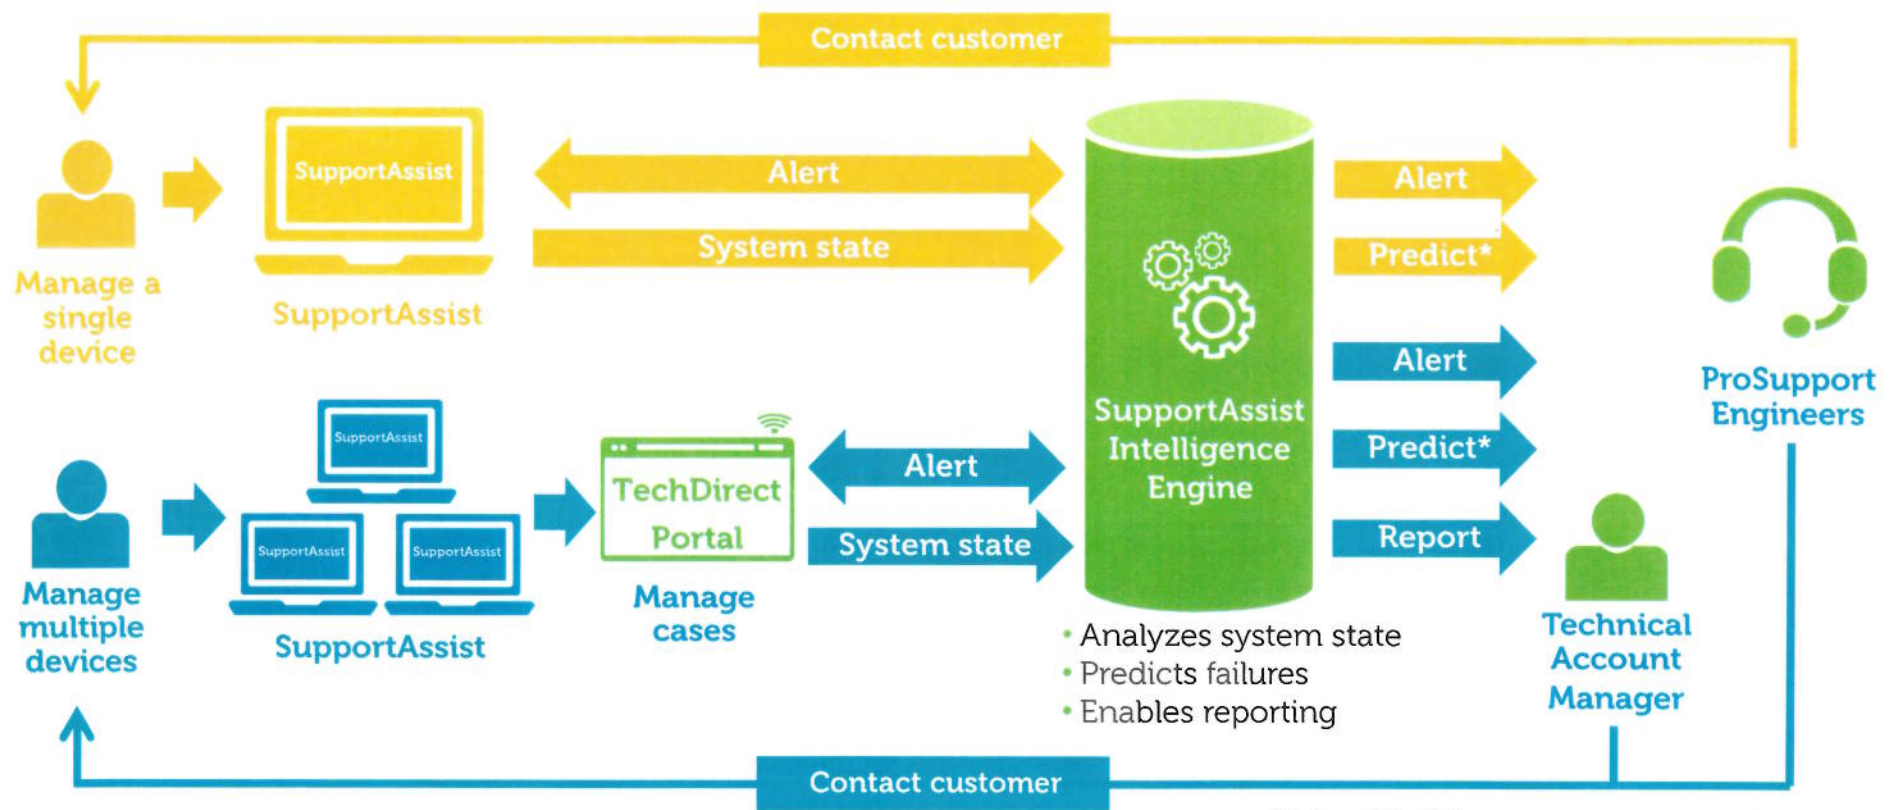 Contact customer
SupportAssist
Alert
Alert
System state
Predict*
Manage a
single
device
SupportAssist
Alert
ProSupport
Engineers
SupportAssist
Intelligence
Engine
SupportAssist
TechDirect
Portal
Alert
Predict*
SupportAssist
SupportAssist
System state
Report
Manage
multiple
devices
SupportAssist
Manage
cases
• Analyzes system state
• Predicts failures
• Enables reporting
Technical
Account
Manager
Contact customer